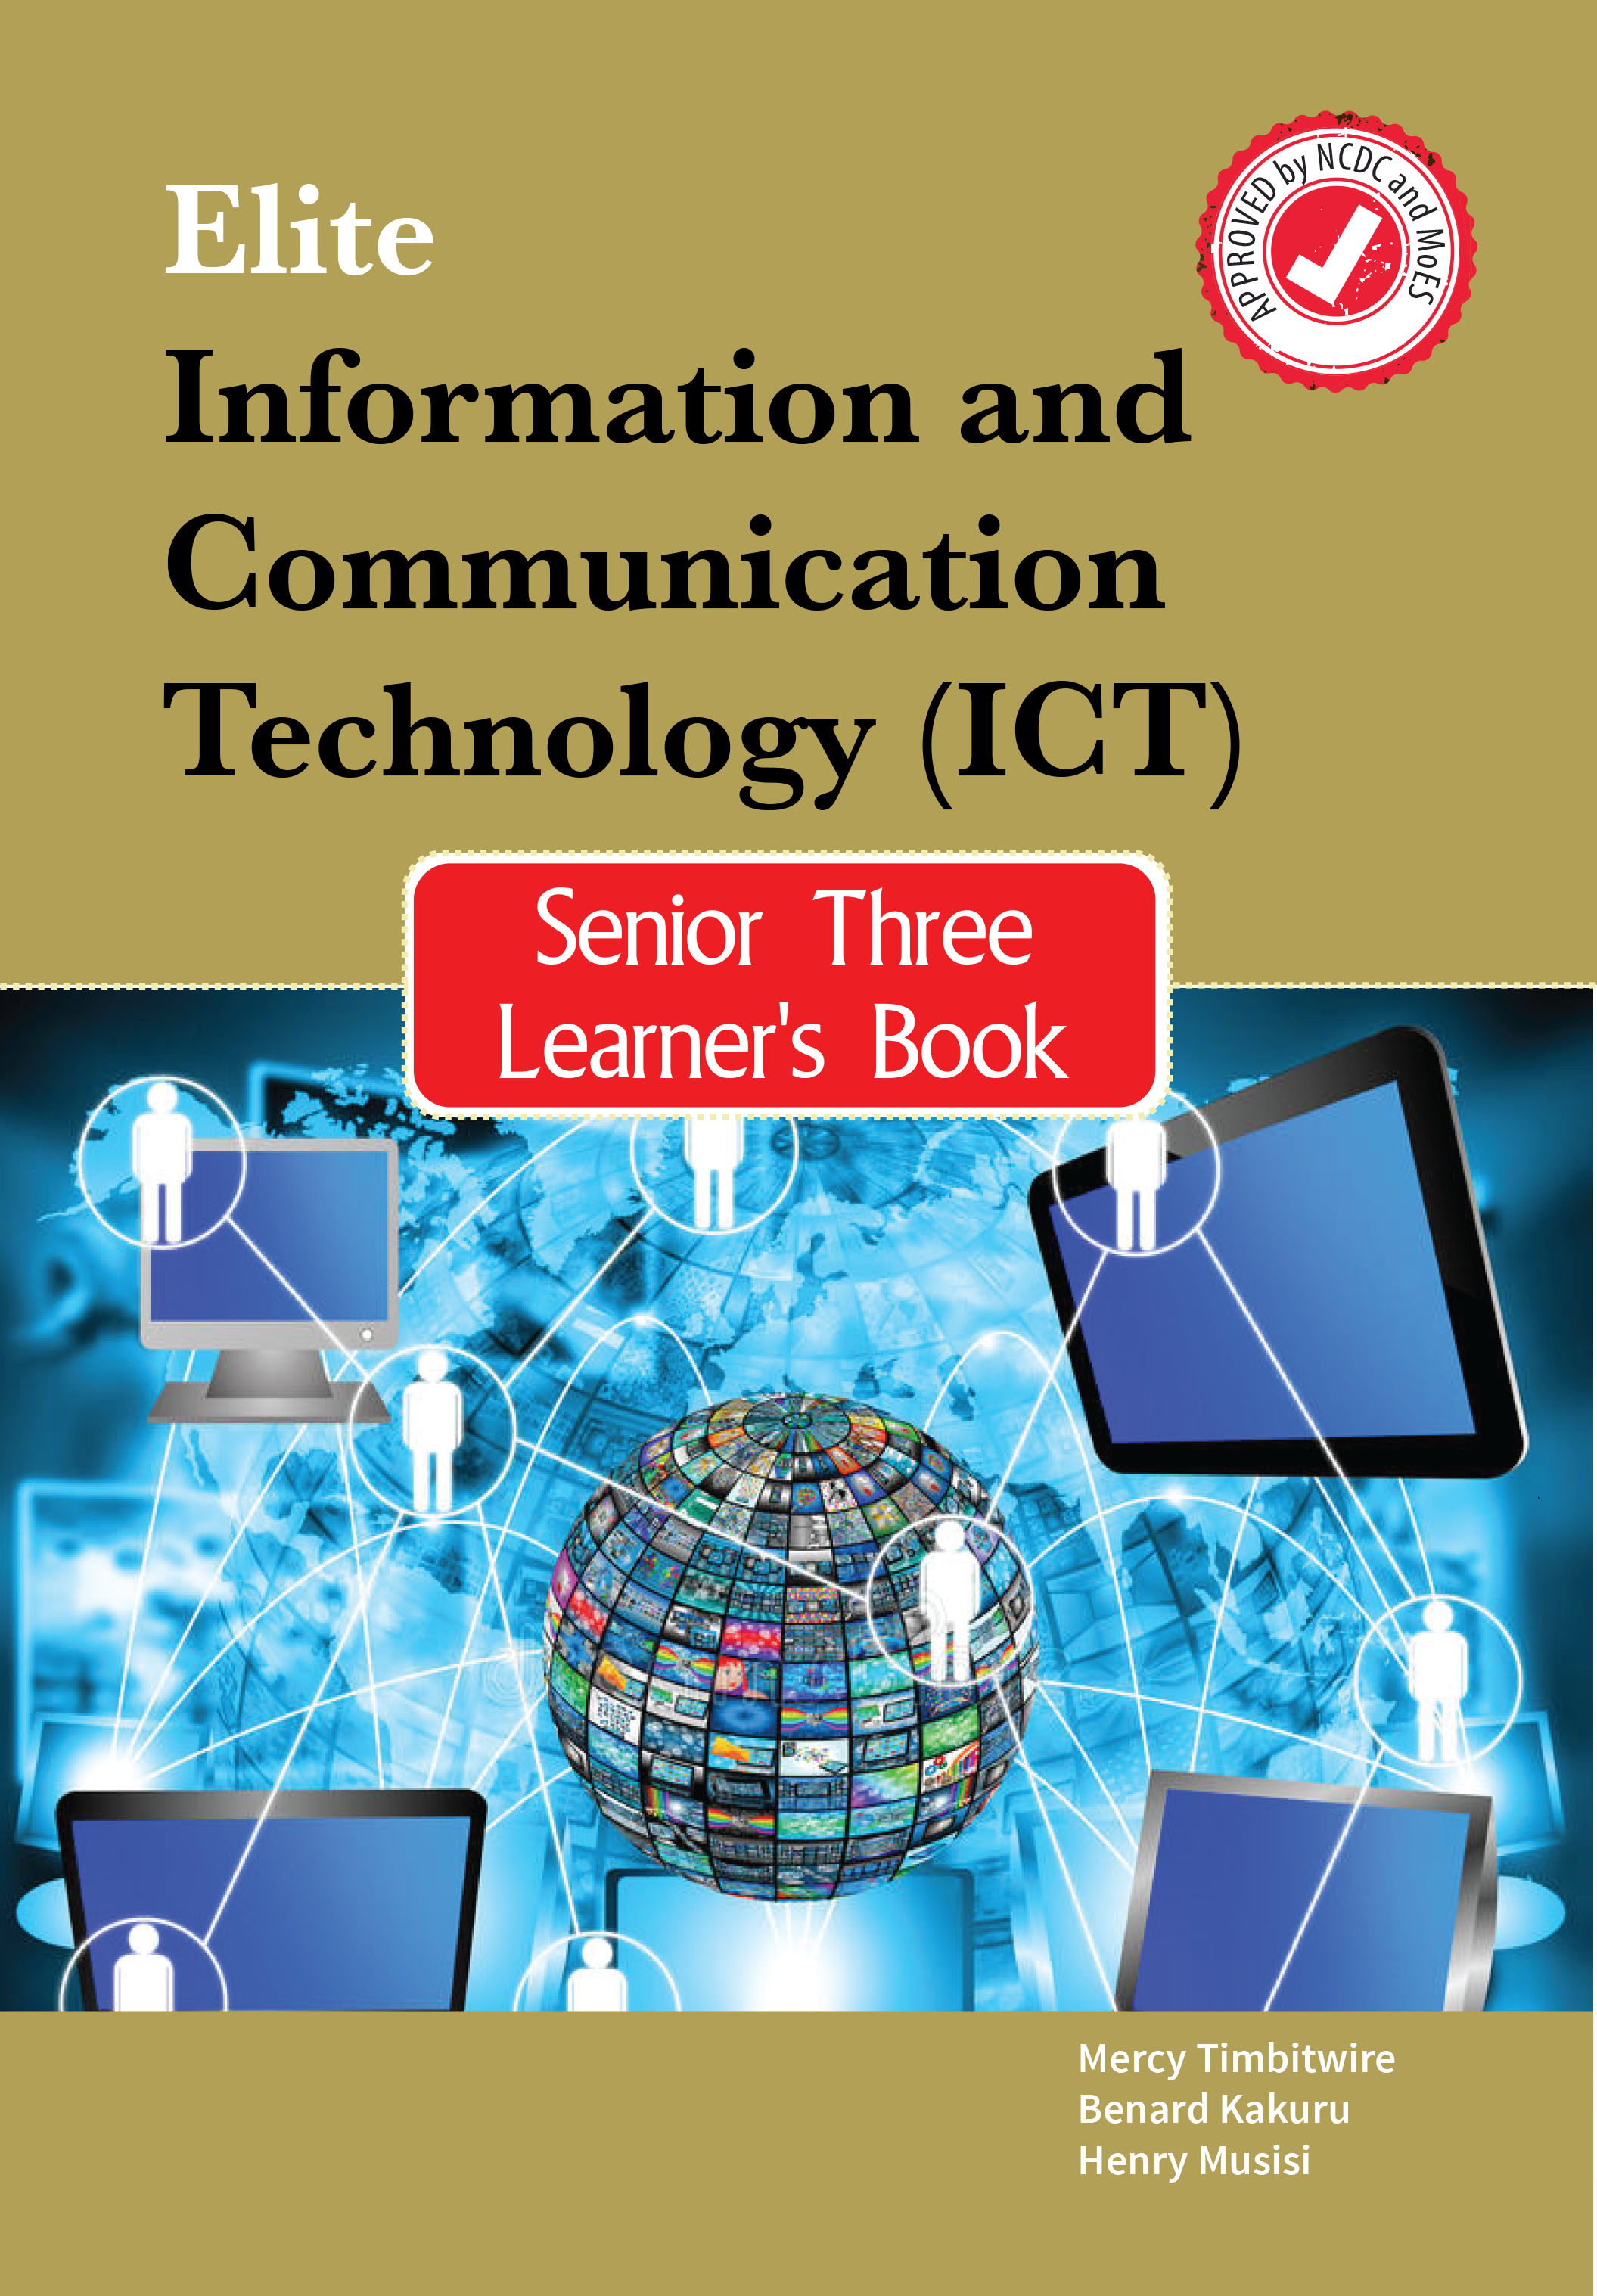 Elite
APPROVED by NCDC and MoES
Information and
Communication
Technology (ICT)
Senior Three
Learner's Book
Mercy Timbitwire
Benard Kakuru
Henry Musisi